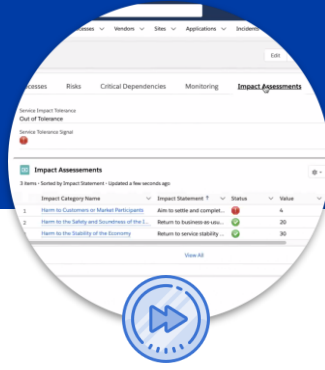 Vendors Sites Applications Incidents
Edit
Risks Critical Dependencies Monitoring Impact Assessments
Service Impact Tolerance
Out of Tolerance
Service Tolerance Signal
Impact Assessements
3 items • Sorted by Impact Statement • Updated a few seconds ago
Impact Category Name Impact Statement ↑ Status Value
1 Harm to Customers or Market Participants Aim to settle and complet... 4
2 Harm to the Safety and Soundness of the I... Return to business-as-usu... 20
Harm to the Stability of the Economy Return to service stability ... 30
View All